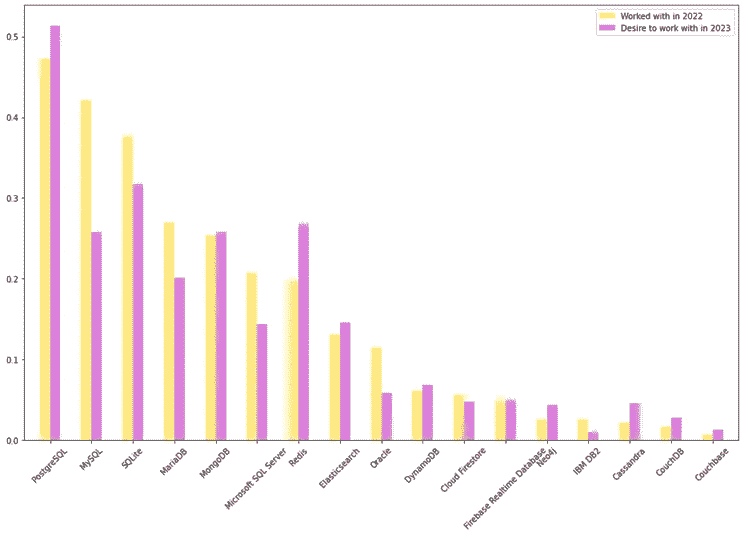 Worked with in 2022
Desire to work with in 2023
0.5
0.4
0.3
0.2
0.1
0.0
PostgreSQL
MySQL
SQLite
MariaDB
MongoDB
Microsoft SQL Server
Redis
Elasticsearch
Oracle
DynamoDB
Cloud Firestore
Firebase Realtime Database
Neo4j
IBM DB2
Cassandra
CouchDB
Couchbase